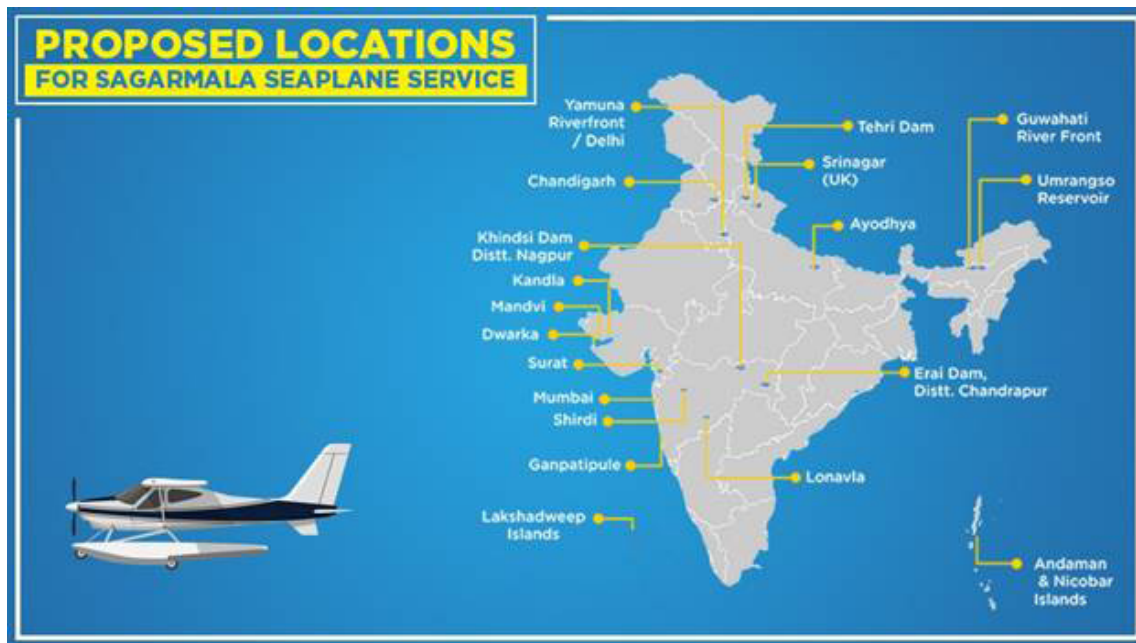 PROPOSED LOCATIONS
FOR SAGARMALA SEAPLANE SERVICE
Yamuna
Riverfront
/ Delhi
Tehri Dam
Guwahati
River Front
Chandigarh
Srinagar
(UK)
Umrangso
Reservoir
Khindsi Dam
Distt. Nagpur
Ayodhya
Kandla
Mandvi
Dwarka
Surat
Erai Dam,
Distt. Chandrapur
Mumbai
Shirdi
Ganpatipule
Lonavla
Lakshadweep
Islands
Andaman
& Nicobar
Islands